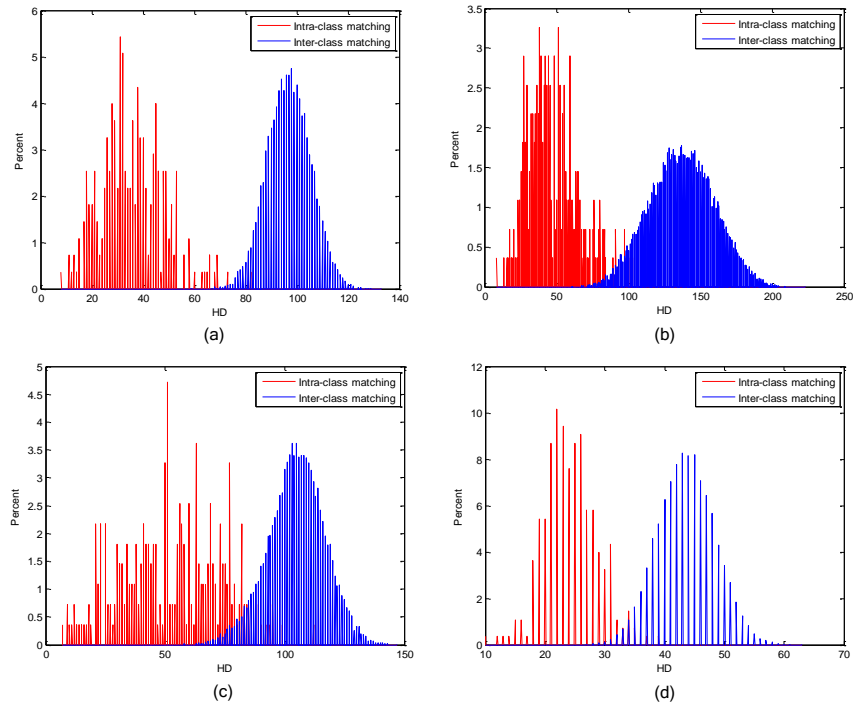 6
5
4
3
2
1
0
Percent
0 20 40 60 80 100 120 140
HD
Intra-class matching
Inter-class matching
(a)
3.5
3
2.5
2
1.5
1
0.5
0
Percent
0 50 100 150 200 250
HD
Intra-class matching
Inter-class matching
(b)
5
4.5
4
3.5
3
2.5
2
1.5
1
0.5
0
Percent
0 50 100 150
HD
Intra-class matching
Inter-class matching
(c)
12
10
8
6
4
2
0
Percent
10 20 30 40 50 60 70
HD
Intra-class matching
Inter-class matching
(d)